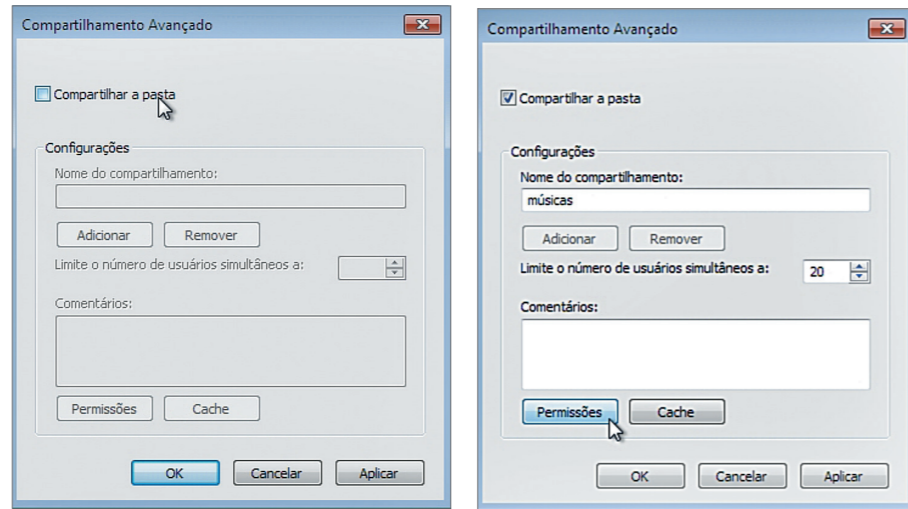 Compartilhamento Avançado
Compartilhar a pasta
Configurações
Nome do compartilhamento:
Adicionar Remover
Limite o número de usuários simultâneos a:
Comentários:
Permissões Cache
OK Cancelar Aplicar
Compartilhamento Avançado
Compartilhar a pasta
Configurações
Nome do compartilhamento:
músicas
Adicionar Remover
Limite o número de usuários simultâneos a: 20
Comentários:
Permissões Cache
OK Cancelar Aplicar